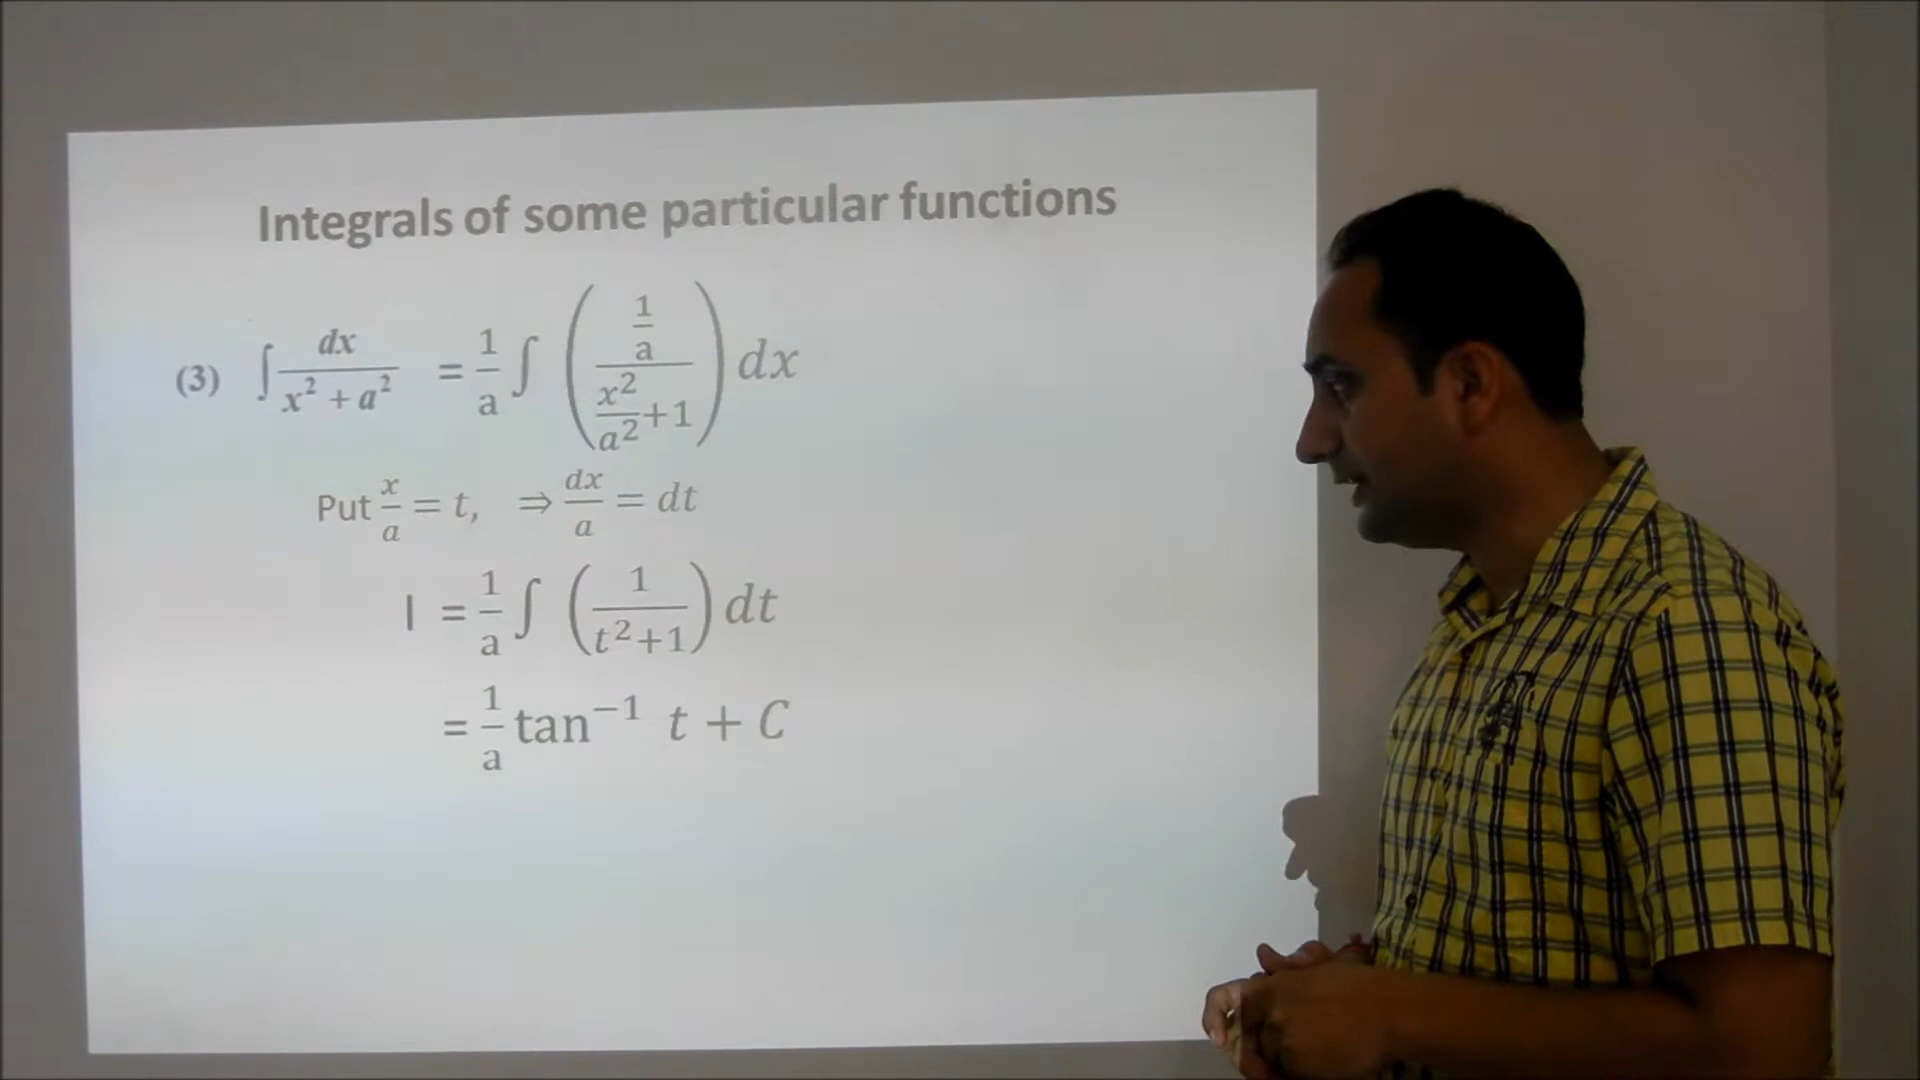 Integrals of some particular functions
(3) ∫ dx/(x² + a²) = 1/a ∫ ((1/a)/(x²/a² + 1)) dx
Put x/a = t, ⇒ dx/a = dt
I = 1/a ∫ (1/(t² + 1)) dt
= 1/a tan⁻¹ t + C